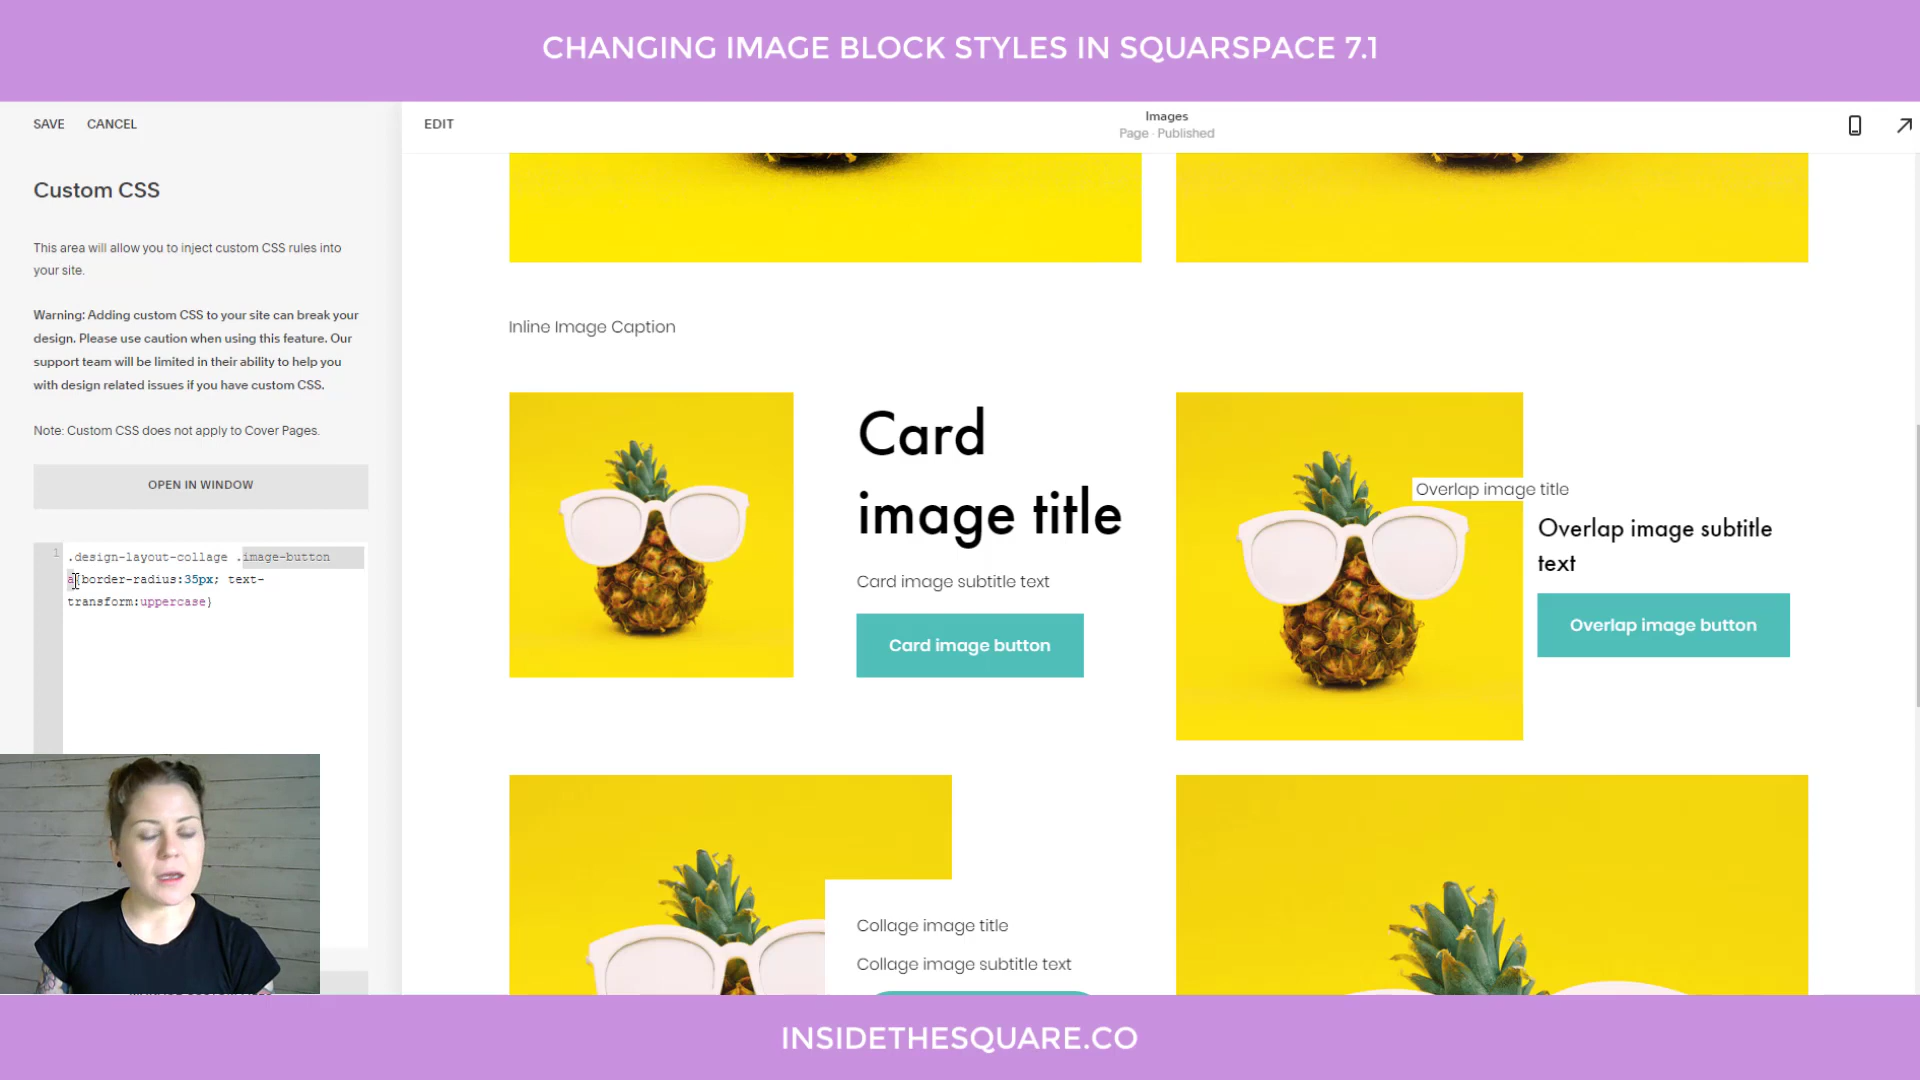 CHANGING IMAGE BLOCK STYLES IN SQUARSPACE 7.1
SAVE CANCEL
EDIT
Images
Page · Published
Custom CSS
This area will allow you to inject custom CSS rules into
your site.
Warning: Adding custom CSS to your site can break your
design. Please use caution when using this feature. Our
support team will be limited in their ability to help you
with design related issues if you have custom CSS.
Note: Custom CSS does not apply to Cover Pages.
OPEN IN WINDOW
1
.design-layout-collage .image-button
a{border-radius:35px; text-
transform:uppercase}
Inline Image Caption
Card
image title
Card image subtitle text
Card image button
Overlap image title
Overlap image subtitle
text
Overlap image button
Collage image title
Collage image subtitle text
INSIDETHESQUARE.CO